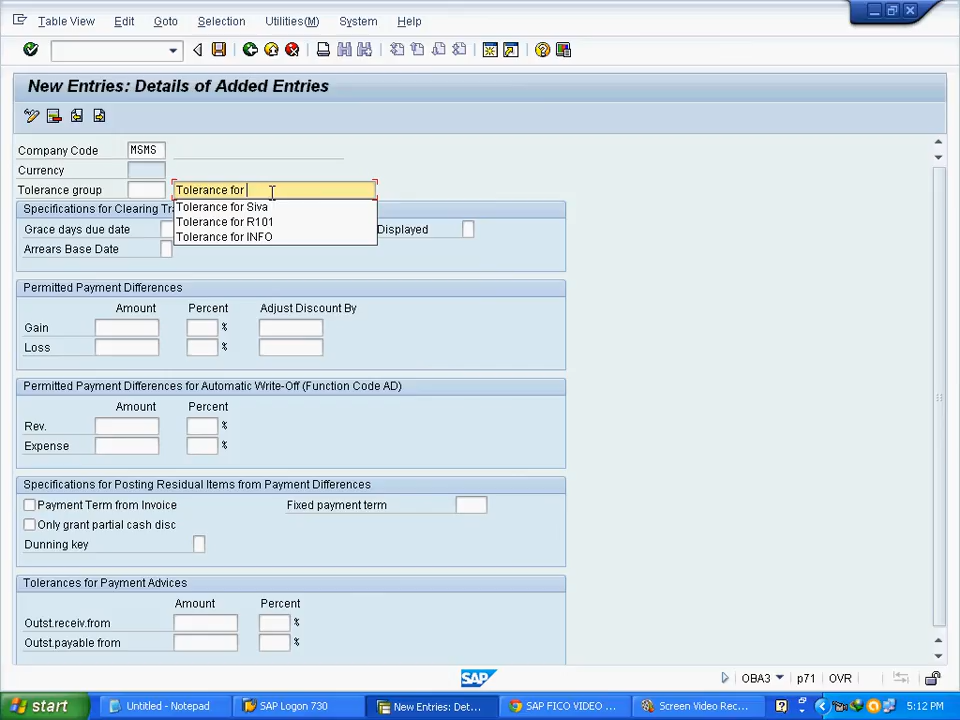 Table View Edit Goto Selection Utilities(M) System Help
New Entries: Details of Added Entries
Company Code MSMS
Currency
Tolerance group Tolerance for
Specifications for Clearing Tra
Tolerance for Siva
Tolerance for R101
Tolerance for INFO
Grace days due date Displayed
Arrears Base Date
Permitted Payment Differences
Amount Percent Adjust Discount By
Gain %
Loss %
Permitted Payment Differences for Automatic Write-Off (Function Code AD)
Amount Percent
Rev. %
Expense %
Specifications for Posting Residual Items from Payment Differences
Payment Term from Invoice Fixed payment term
Only grant partial cash disc
Dunning key
Tolerances for Payment Advices
Amount Percent
Outst.receiv.from %
Outst.payable from %
SAP OBA3 p71 OVR
start Untitled - Notepad SAP Logon 730 New Entries: Det... SAP FICO VIDEO ... Screen Video Rec... 5:12 PM